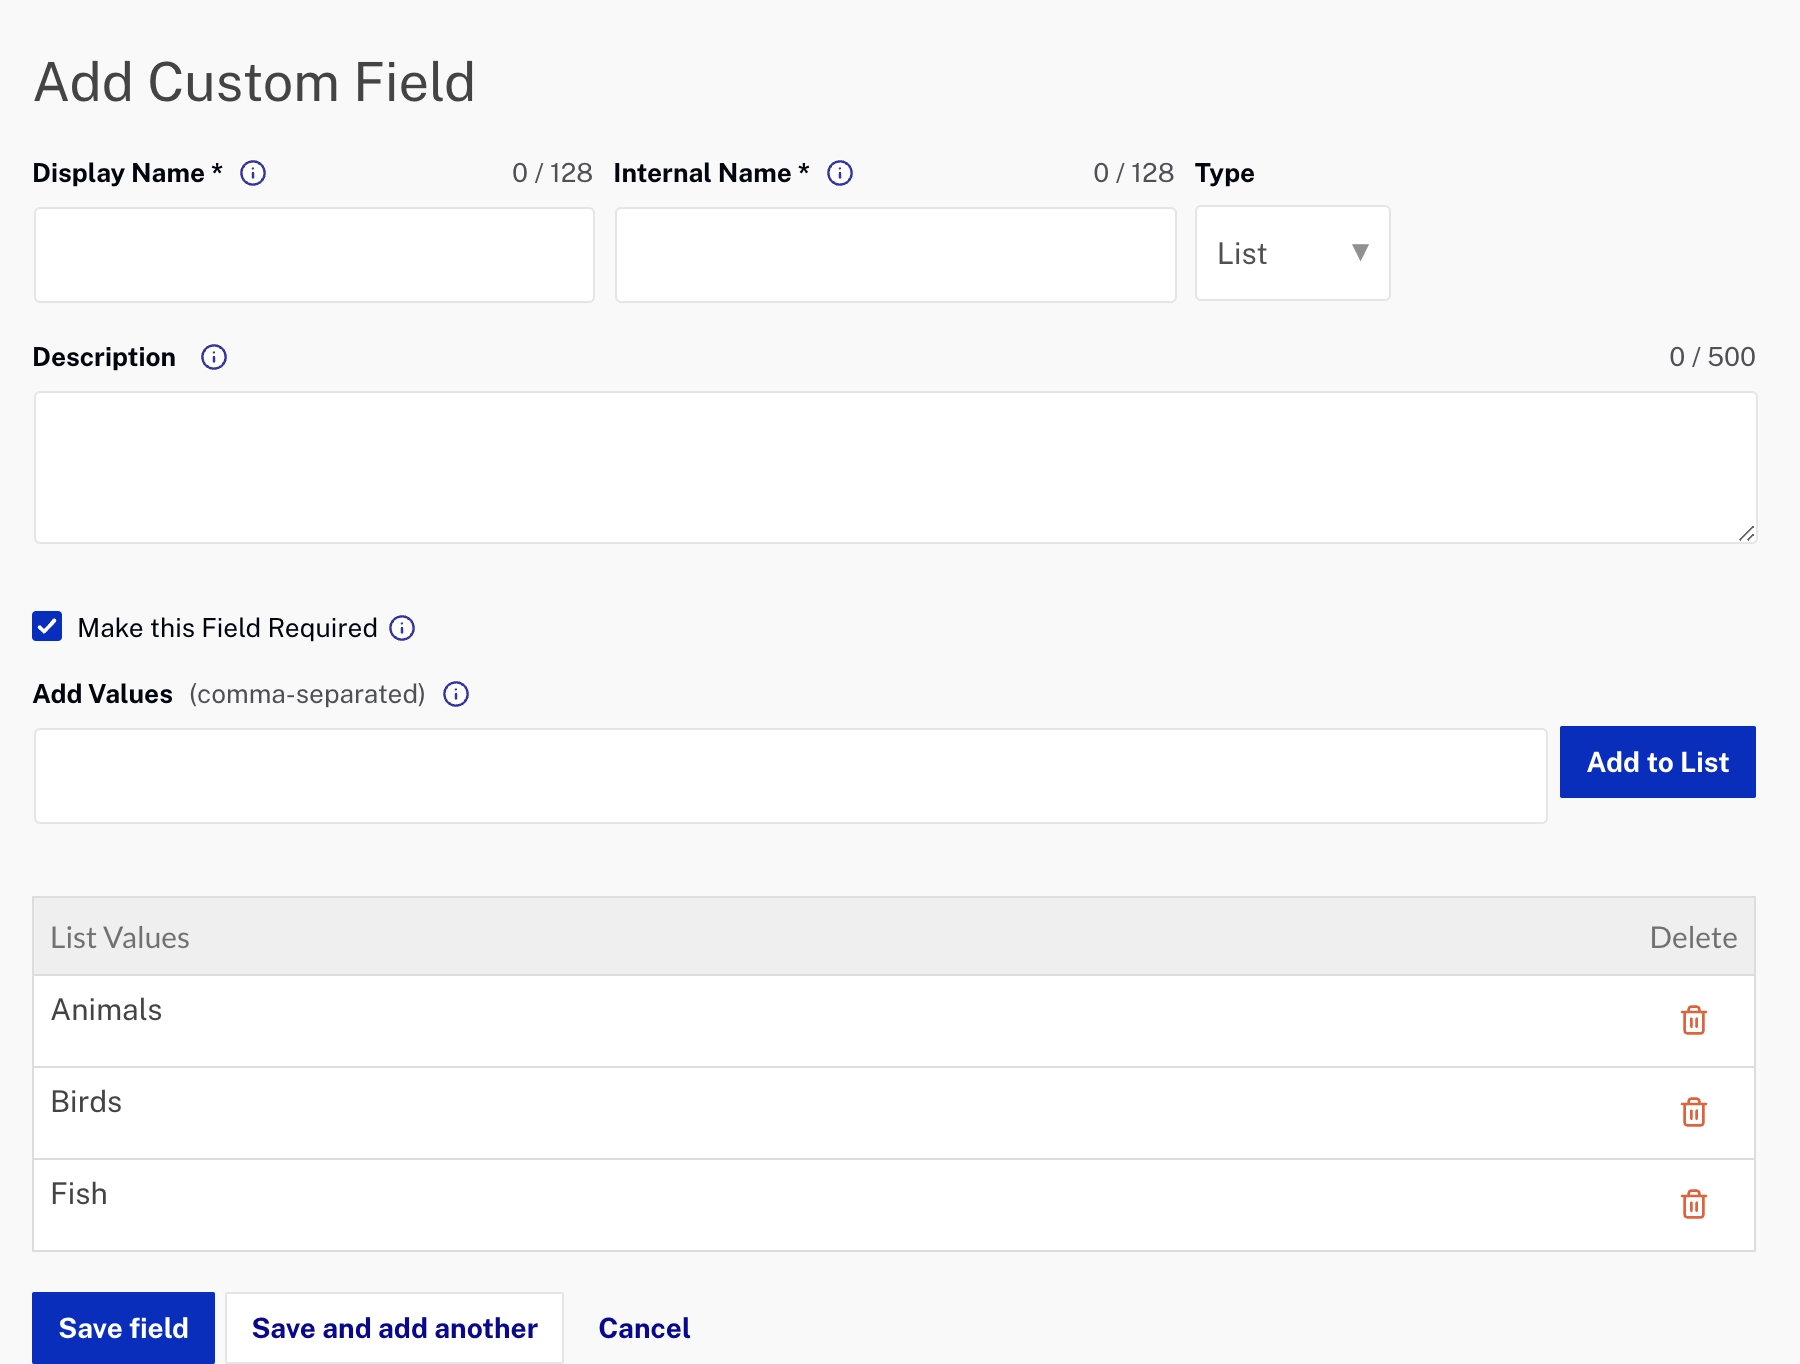 Add Custom Field
Display Name * 0 / 128 Internal Name * 0 / 128 Type
List
Description 0 / 500
Make this Field Required
Add Values (comma-separated)
Add to List
List Values Delete
Animals
Birds
Fish
Save field Save and add another Cancel